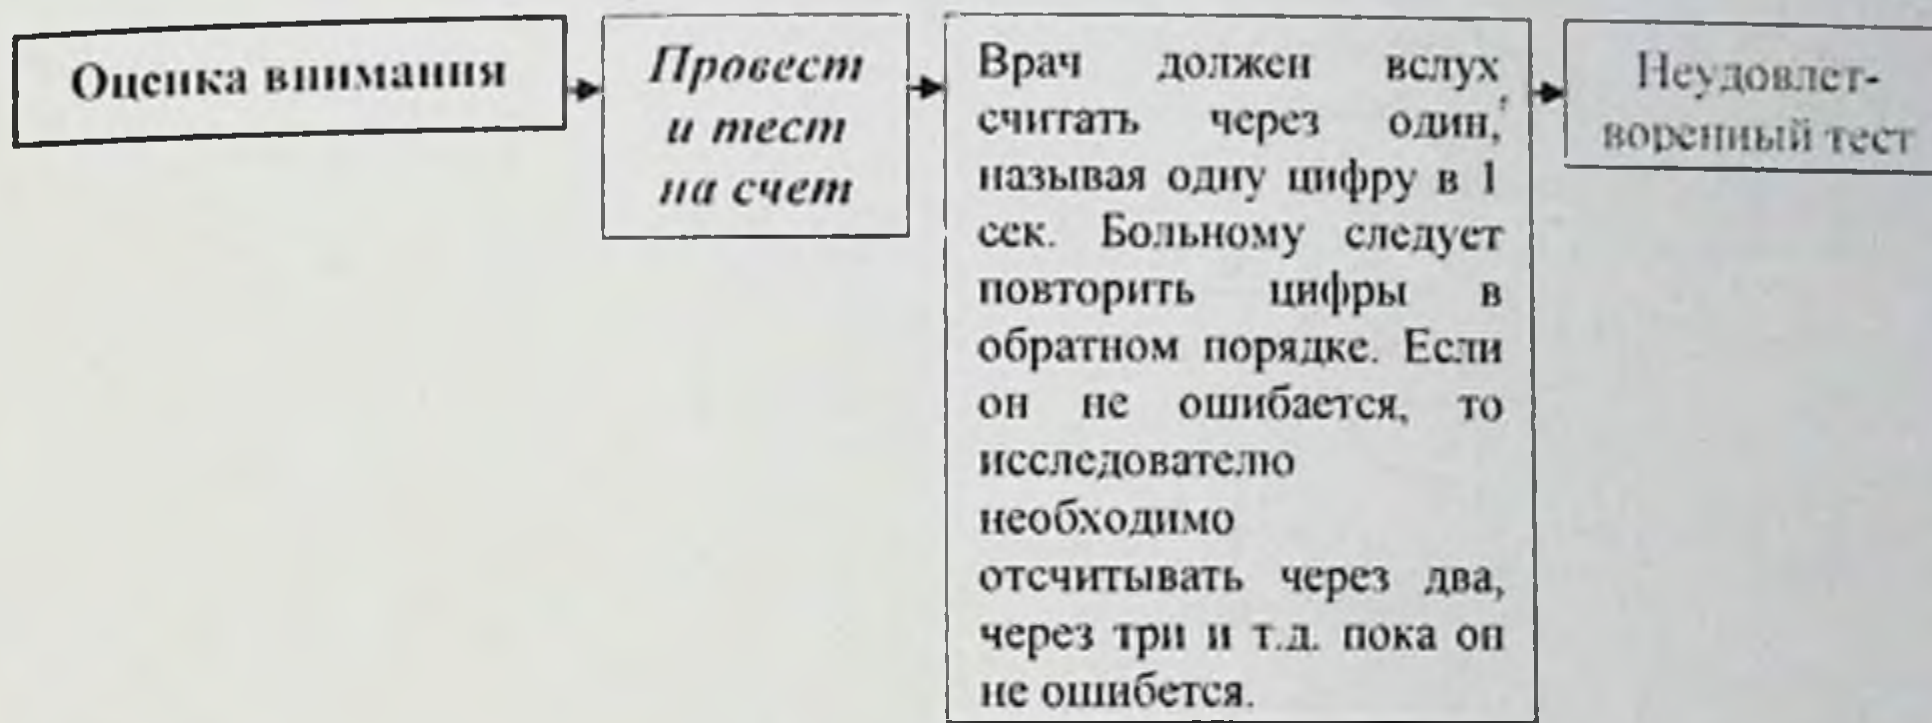 Оценка внимания
Провест
и тест
на счет
Врач должен вслух
считать через один,
называя одну цифру в 1
сек. Больному следует
повторить цифры в
обратном порядке. Если
он не ошибается, то
исследователю
необходимо
отсчитывать через два,
через три и т.д. пока он
не ошибется.
Неудовлет-
воренный тест